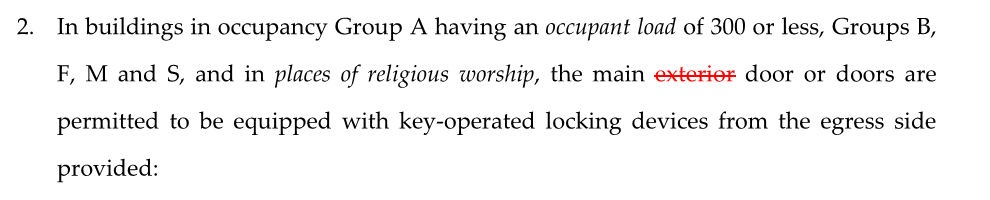 2. In buildings in occupancy Group A having an occupant load of 300 or less, Groups B,
F, M and S, and in places of religious worship, the main exterior door or doors are
permitted to be equipped with key-operated locking devices from the egress side
provided: